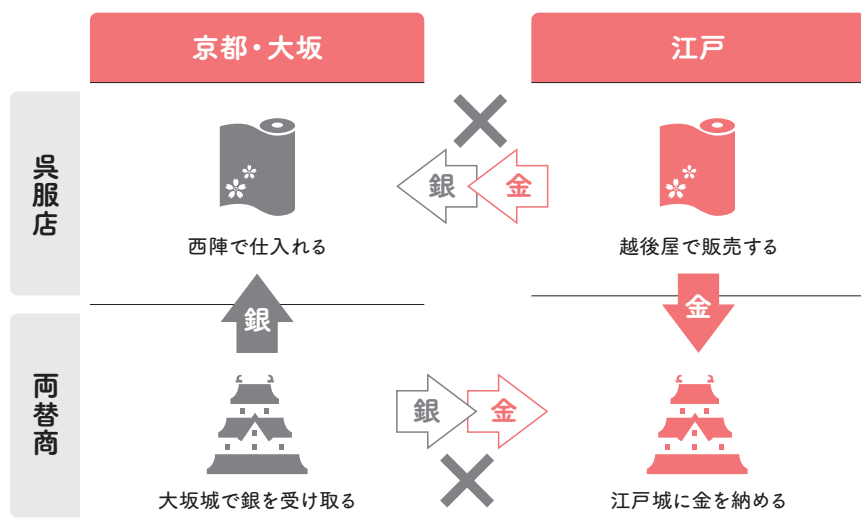 京都・大坂
江戸
呉服店
銀
金
西陣で仕入れる
越後屋で販売する
銀
金
両替商
銀
金
大坂城で銀を受け取る
江戸城に金を納める